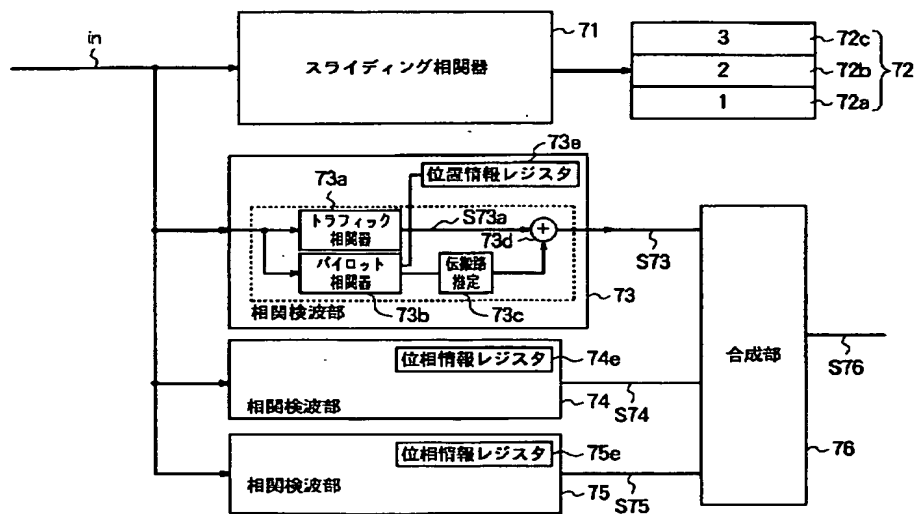 in
71
スライディング相関器
3
72c
2
72b
72
1
72a
73e
位置情報レジスタ
73a
トラフィック
相関器
S73a
73d
+
S73
パイロット
相関器
伝搬路
推定
相関検波部
73b
73c
73
位相情報レジスタ
74e
相関検波部
74
S74
位相情報レジスタ
75e
相関検波部
75
S75
合成部
S76
76